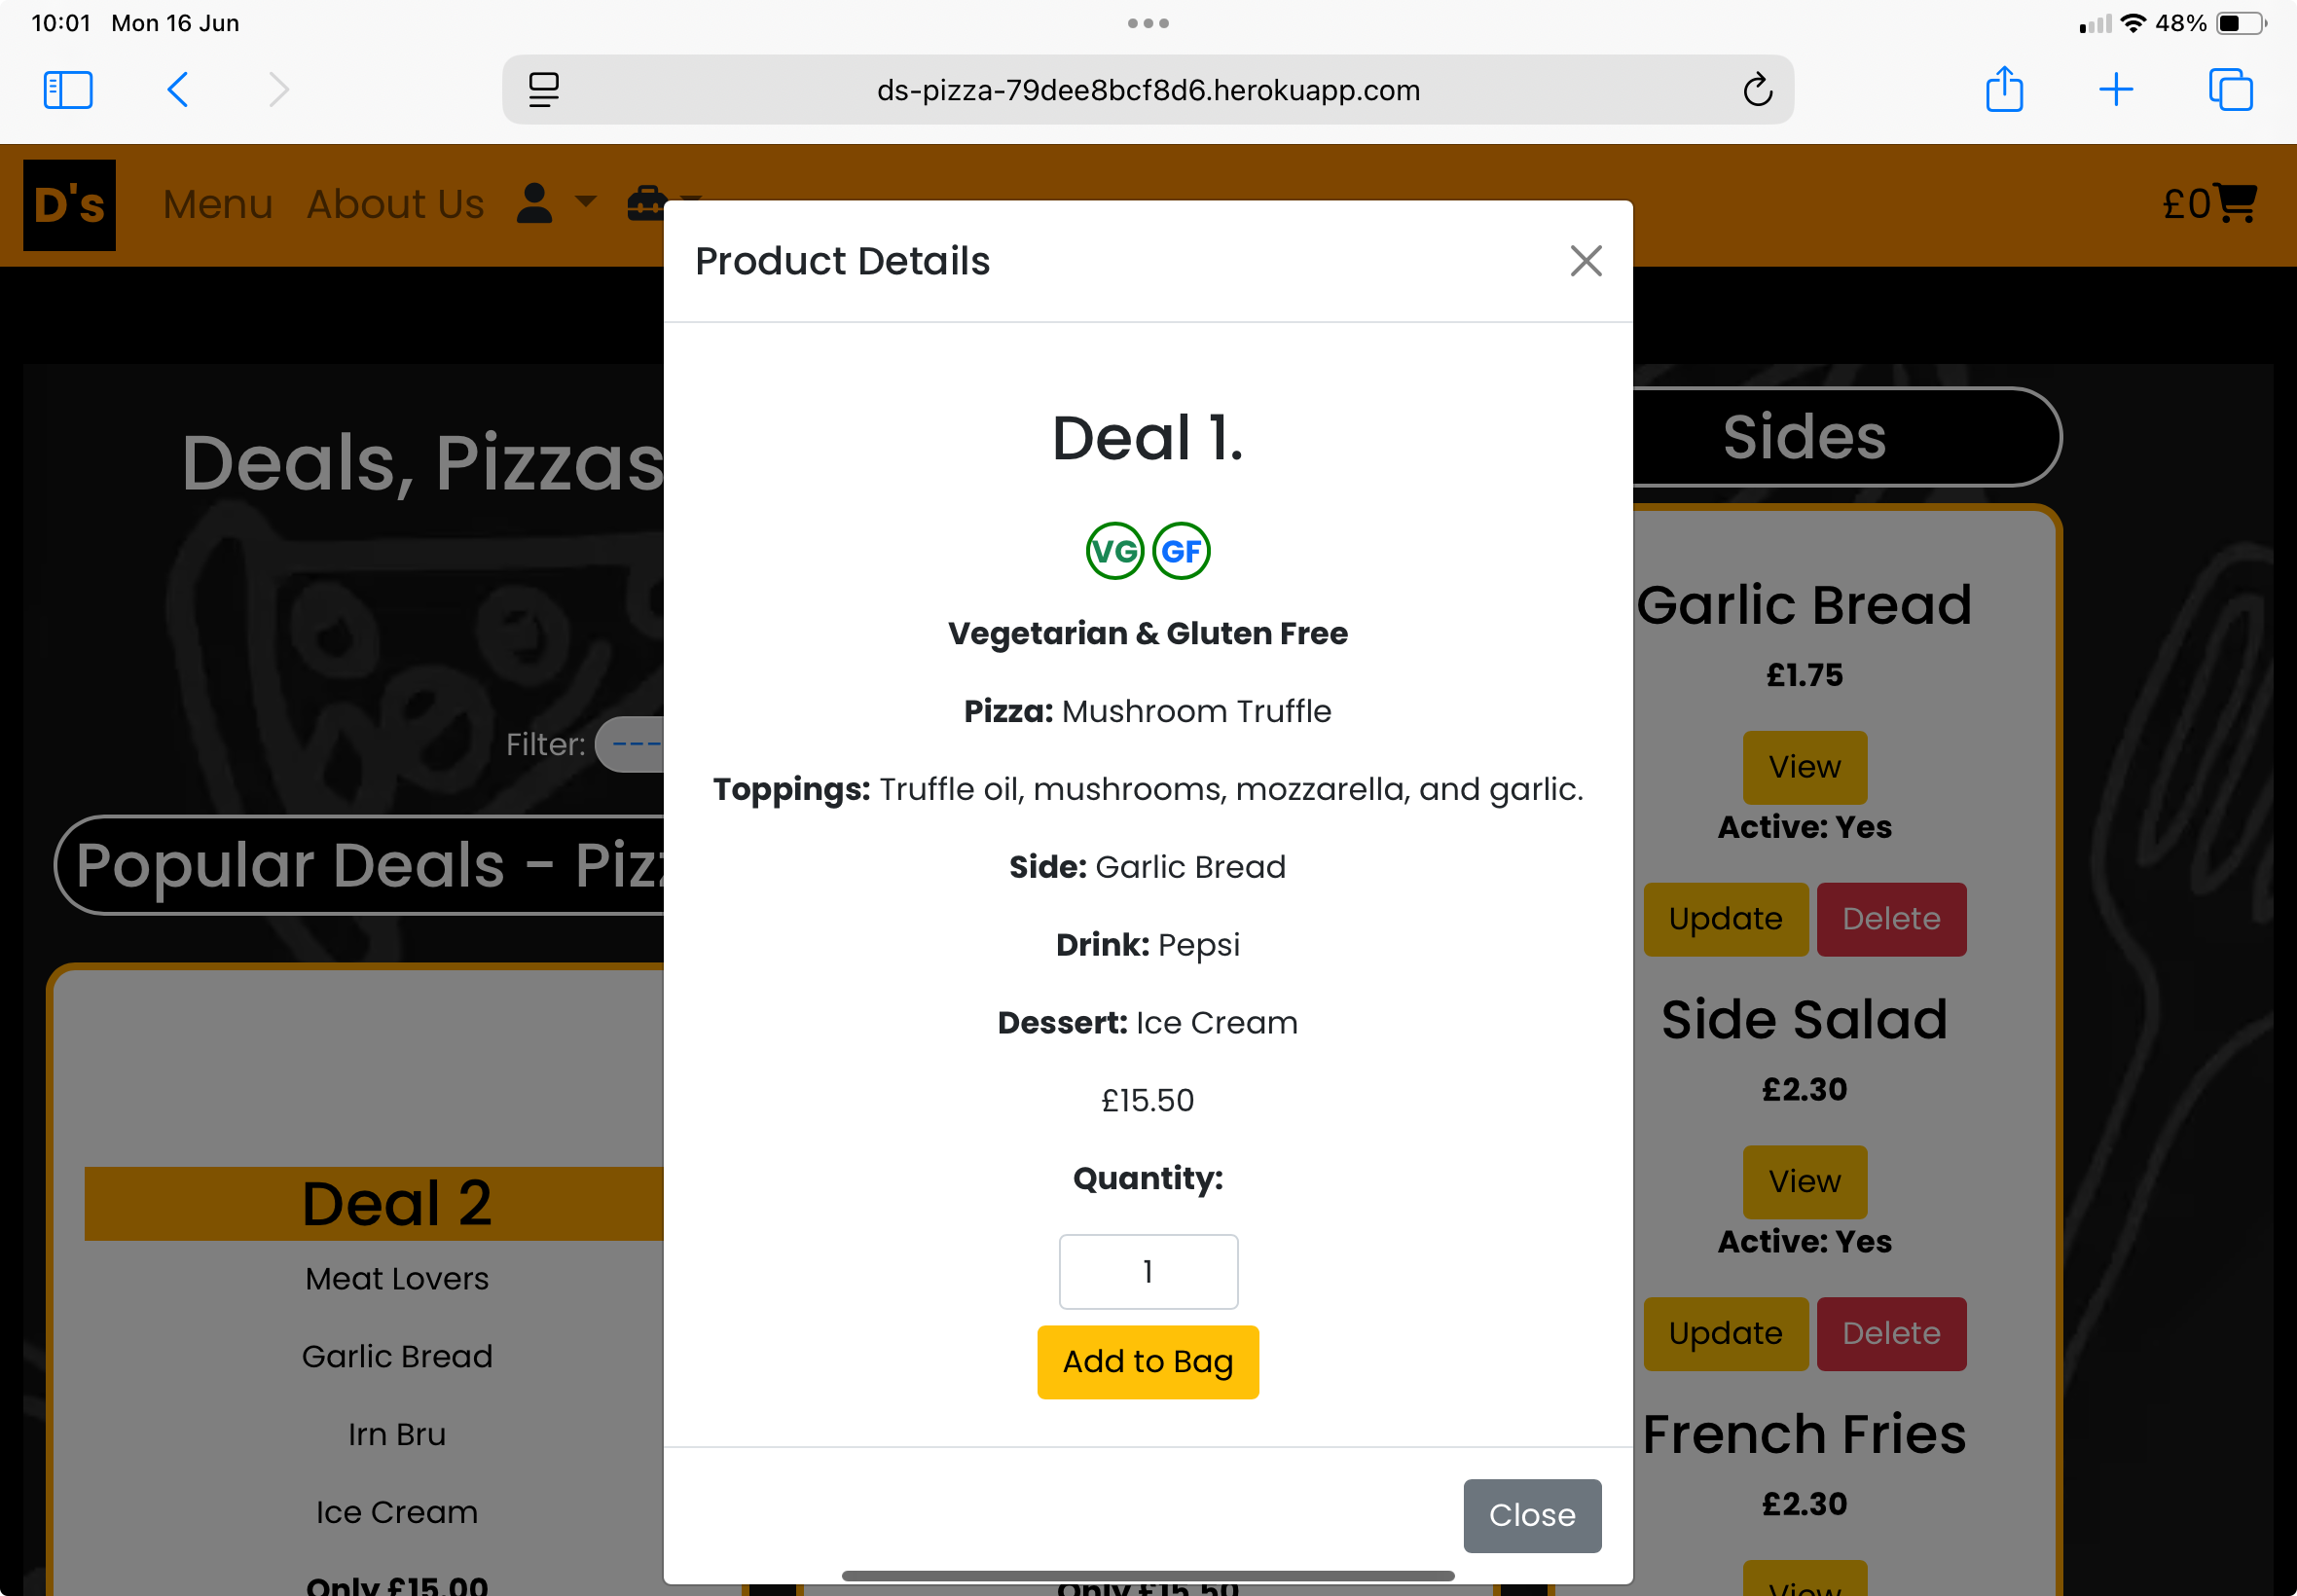 10:01 Mon 16 Jun
48%
ds-pizza-79dee8bcf8d6.herokuapp.com
D's
Menu
About Us
£0
Product Details
Deal 1.
VG GF
Vegetarian & Gluten Free
Pizza: Mushroom Truffle
Toppings: Truffle oil, mushrooms, mozzarella, and garlic.
Side: Garlic Bread
Drink: Pepsi
Dessert: Ice Cream
£15.50
Quantity:
1
Add to Bag
Close
Deals, Pizzas
Filter: ---
Popular Deals - Piz
Deal 2
Meat Lovers
Garlic Bread
Irn Bru
Ice Cream
Only £15.00
Only £15.50
Sides
Garlic Bread
£1.75
View
Active: Yes
Update Delete
Side Salad
£2.30
View
Active: Yes
Update Delete
French Fries
£2.30
View